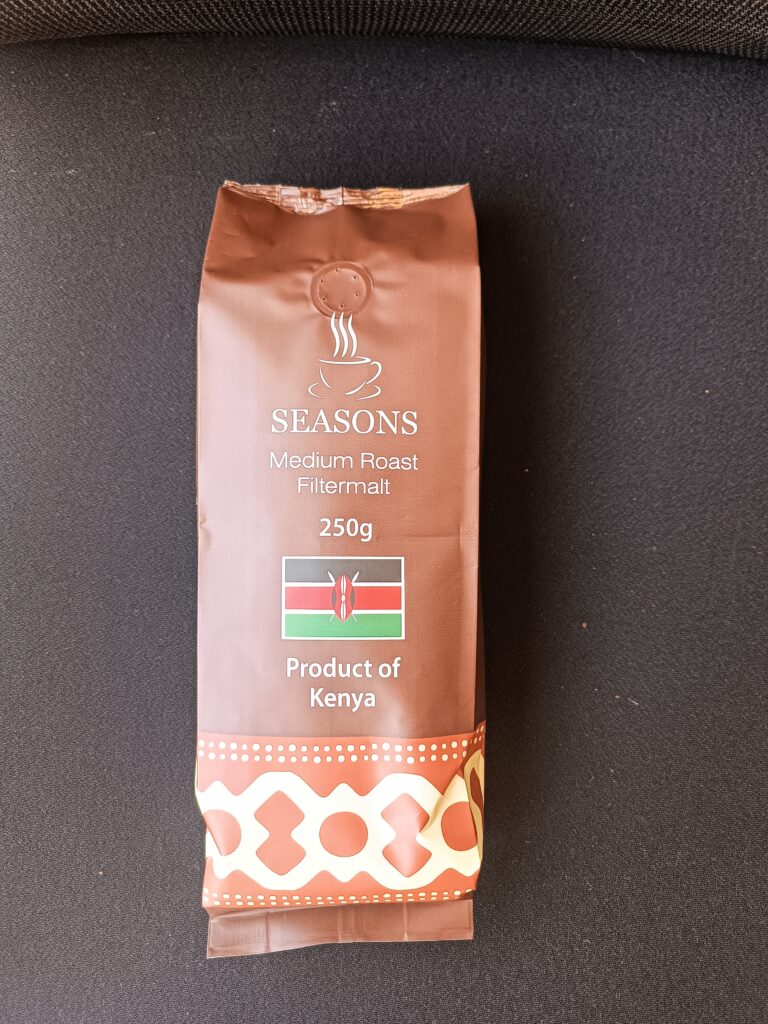 SEASONS
Medium Roast
Filtermalt
250g
Product of
Kenya